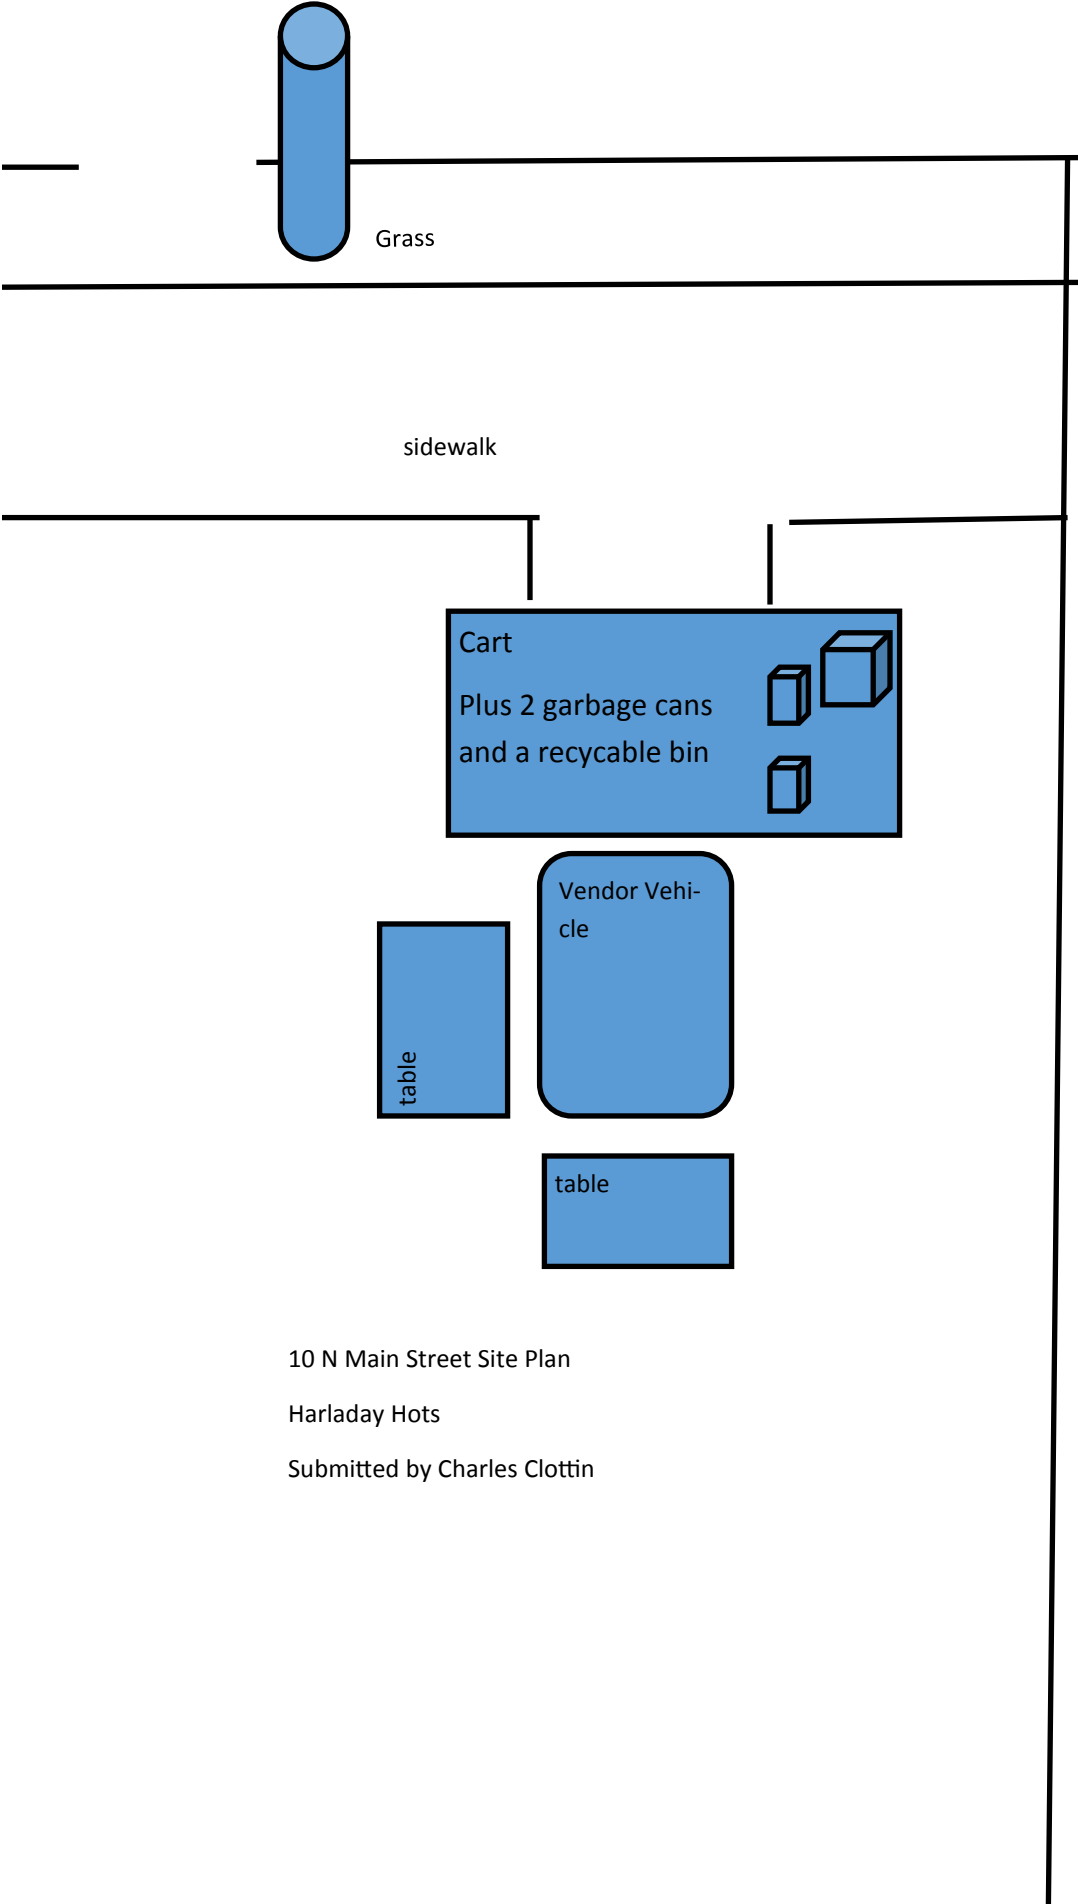 Grass
sidewalk
Cart
Plus 2 garbage cans
and a recycable bin
Vendor Vehi-
cle
table
table
10 N Main Street Site Plan
Harladay Hots
Submitted by Charles Clottin